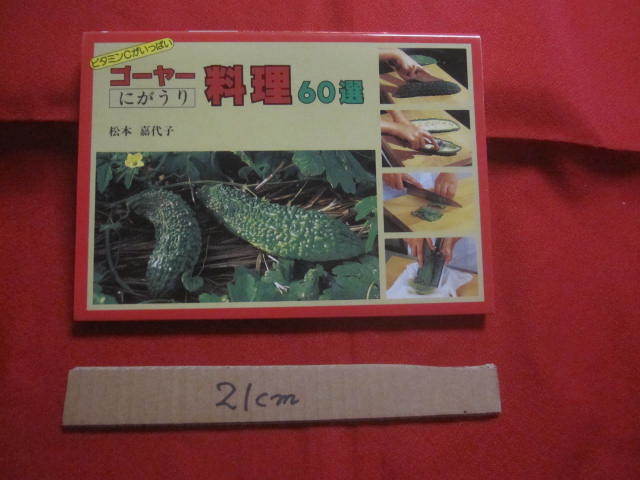 ビタミンCがいっぱい
ゴーヤー
にがうり
料理 60選
松本 嘉代子
21cm